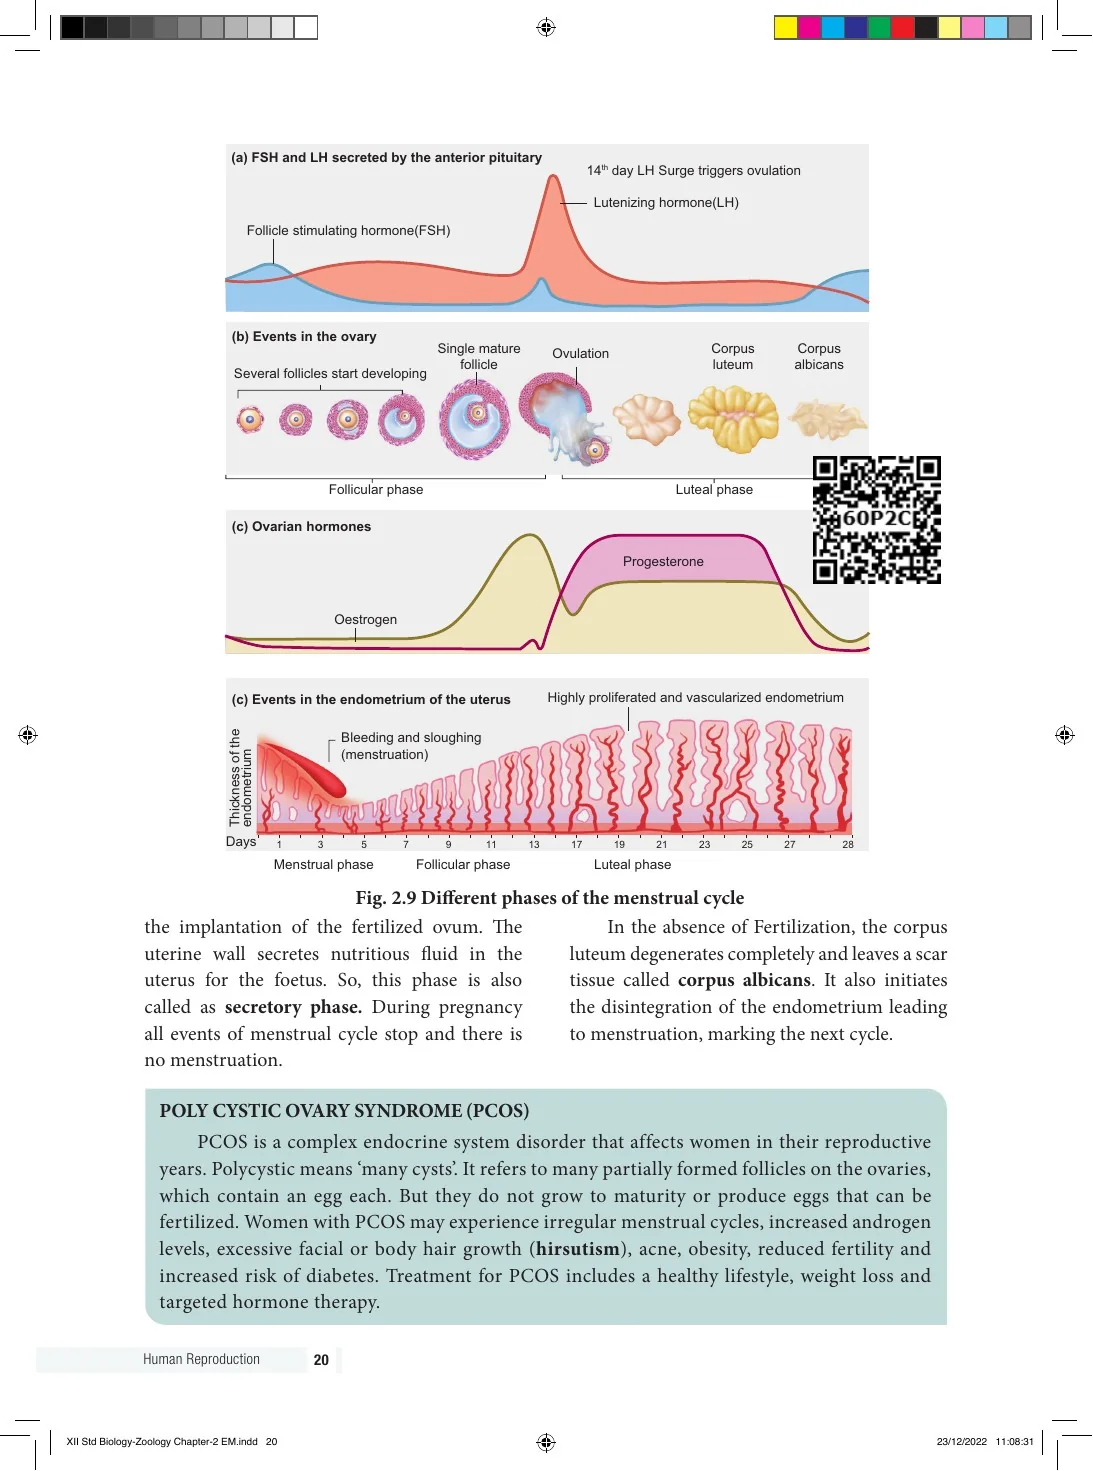 (a) FSH and LH secreted by the anterior pituitary
14th day LH Surge triggers ovulation
Lutenizing hormone(LH)
Follicle stimulating hormone(FSH)
(b) Events in the ovary
Several follicles start developing
Single mature
follicle
Ovulation
Corpus
luteum
Corpus
albicans
Follicular phase
Luteal phase
60P2CE
(c) Ovarian hormones
Progesterone
Oestrogen
(c) Events in the endometrium of the uterus
Highly proliferated and vascularized endometrium
Bleeding and sloughing
(menstruation)
Thickness of the
endometrium
Days 1 3 5 7 9 11 13 17 19 21 23 25 27 28
Menstrual phase Follicular phase Luteal phase
Fig. 2.9 Different phases of the menstrual cycle
the implantation of the fertilized ovum. The
uterine wall secretes nutritious fluid in the
uterus for the foetus. So, this phase is also
called as secretory phase. During pregnancy
all events of menstrual cycle stop and there is
no menstruation.
In the absence of Fertilization, the corpus
luteum degenerates completely and leaves a scar
tissue called corpus albicans. It also initiates
the disintegration of the endometrium leading
to menstruation, marking the next cycle.
POLY CYSTIC OVARY SYNDROME (PCOS)
PCOS is a complex endocrine system disorder that affects women in their reproductive
years. Polycystic means ‘many cysts’. It refers to many partially formed follicles on the ovaries,
which contain an egg each. But they do not grow to maturity or produce eggs that can be
fertilized. Women with PCOS may experience irregular menstrual cycles, increased androgen
levels, excessive facial or body hair growth (hirsutism), acne, obesity, reduced fertility and
increased risk of diabetes. Treatment for PCOS includes a healthy lifestyle, weight loss and
targeted hormone therapy.
Human Reproduction 20
XII Std Biology-Zoology Chapter-2 EM.indd 20
23/12/2022 11:08:31